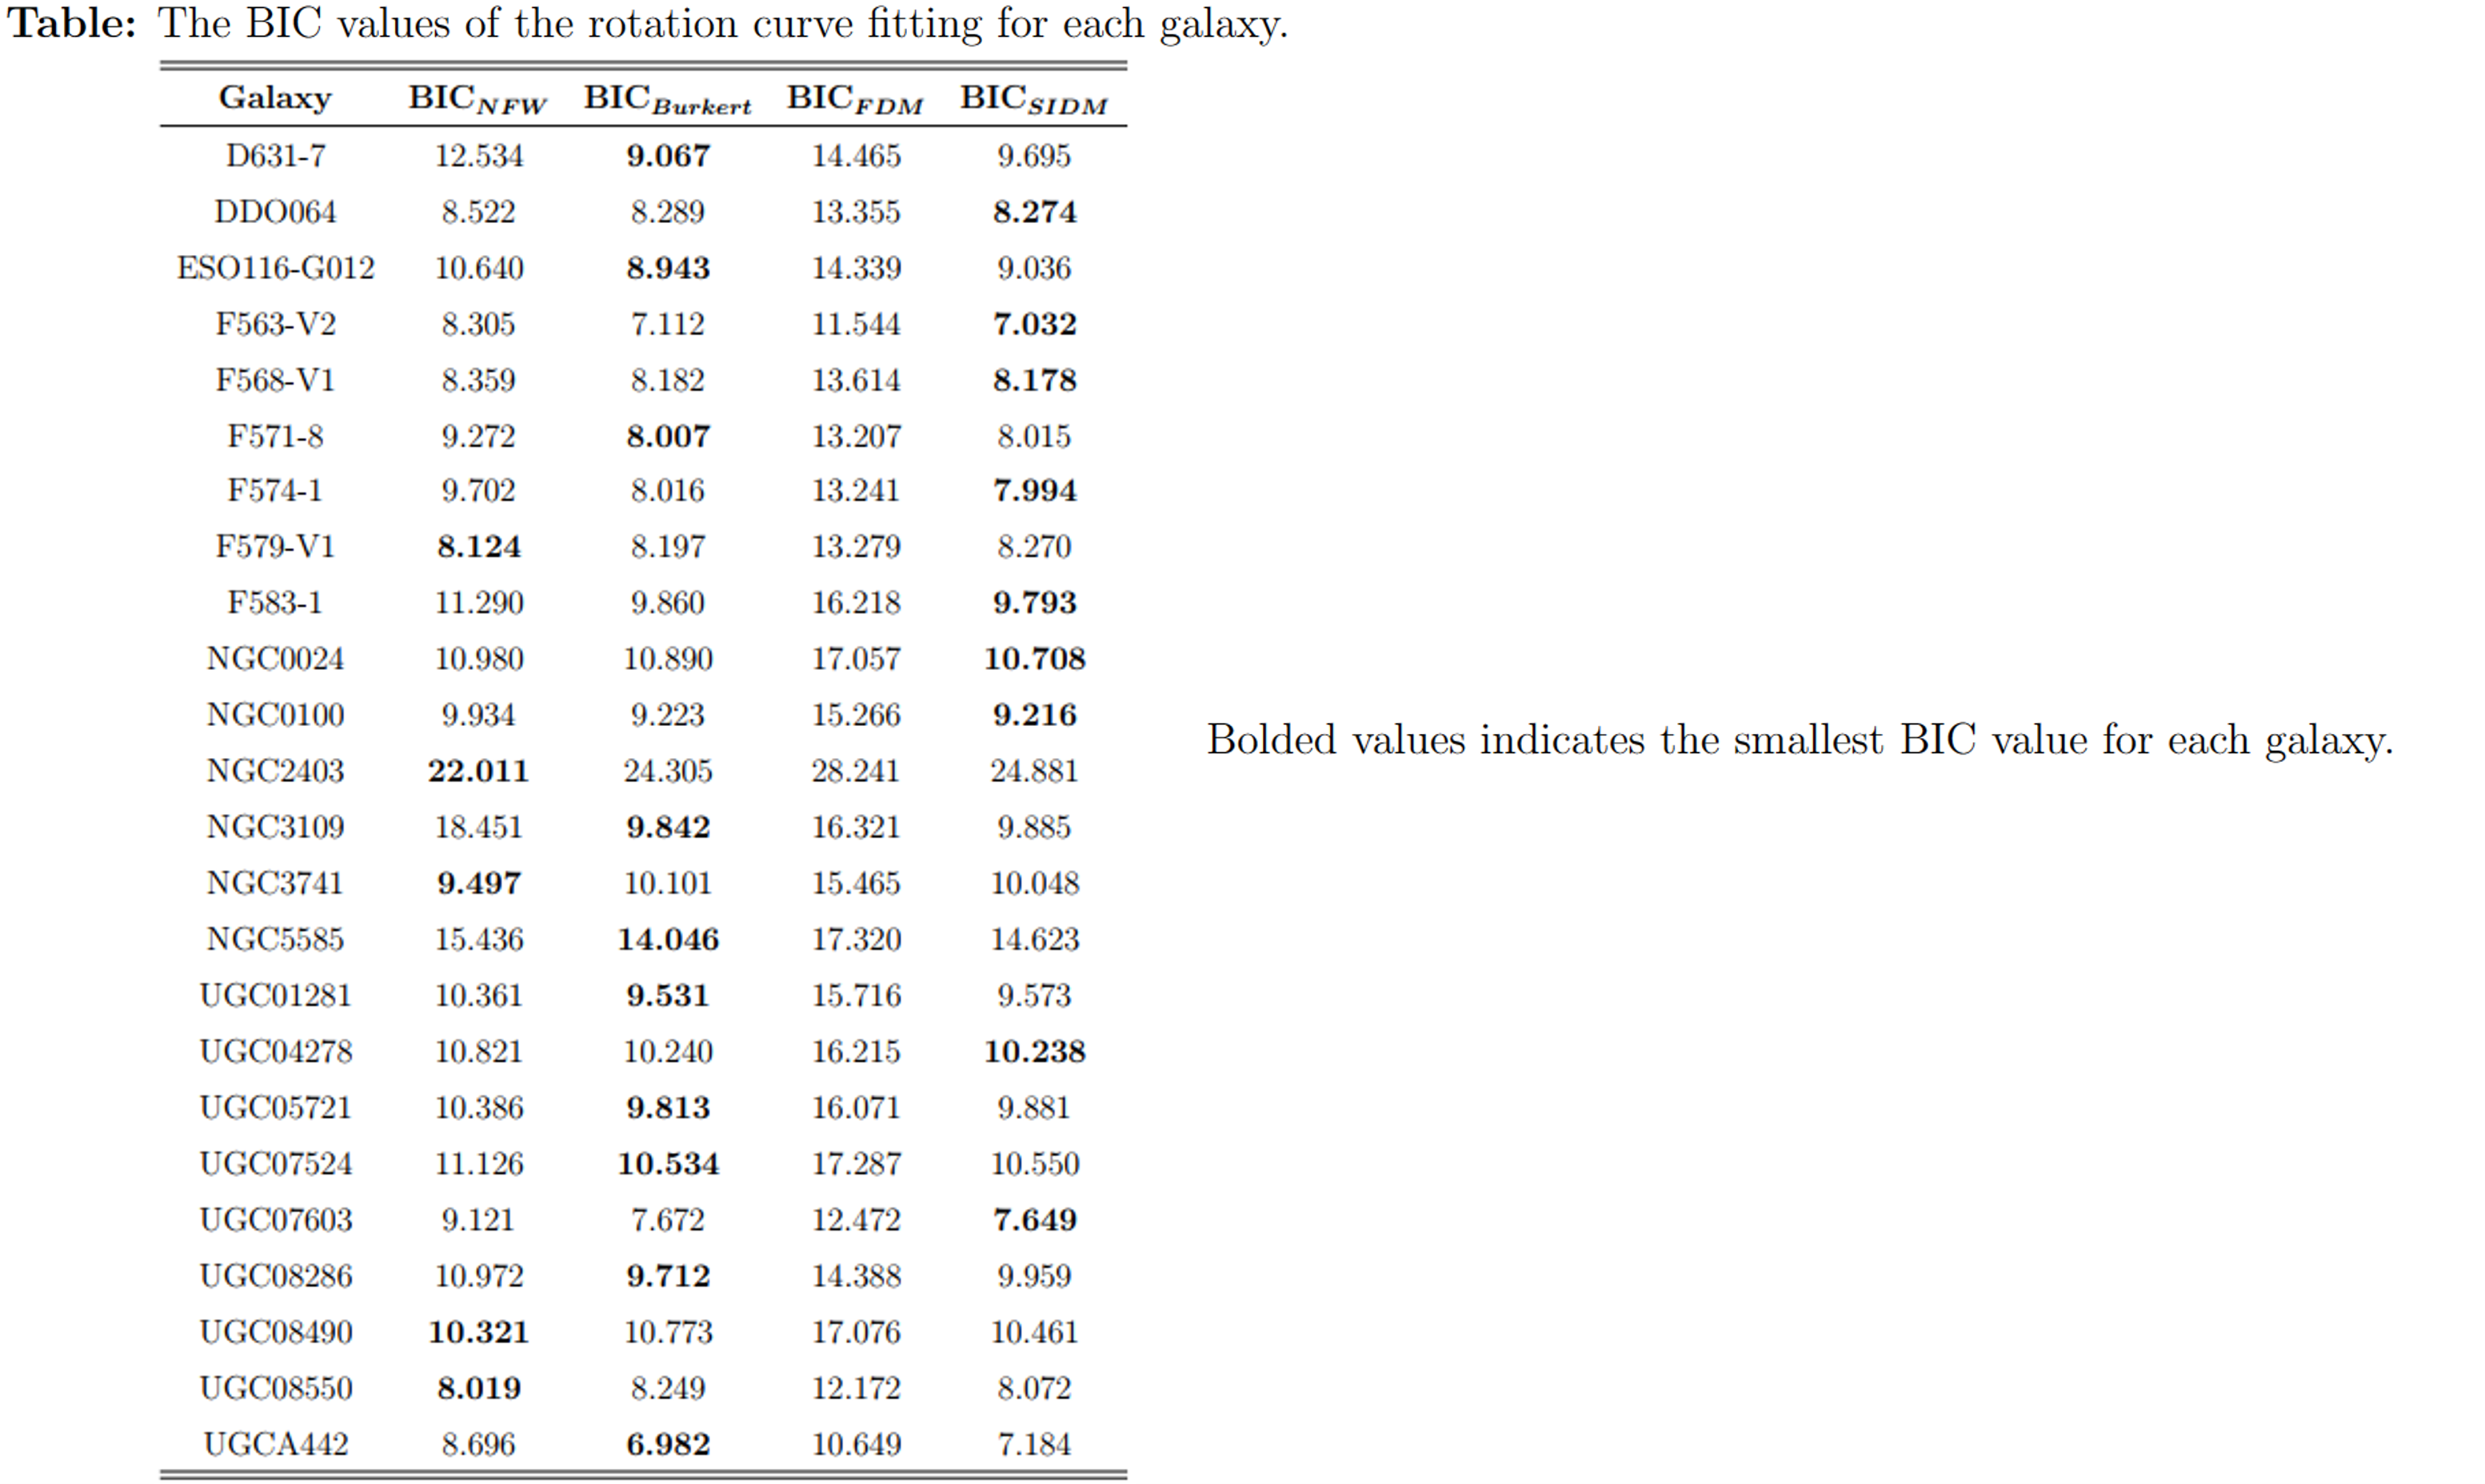 Table: The BIC values of the rotation curve fitting for each galaxy.
Galaxy BIC_NFW BIC_Burkert BIC_FDM BIC_SIDM
D631-7 12.534 9.067 14.465 9.695
DDO064 8.522 8.289 13.355 8.274
ESO116-G012 10.640 8.943 14.339 9.036
F563-V2 8.305 7.112 11.544 7.032
F568-V1 8.359 8.182 13.614 8.178
F571-8 9.272 8.007 13.207 8.015
F574-1 9.702 8.016 13.241 7.994
F579-V1 8.124 8.197 13.279 8.270
F583-1 11.290 9.860 16.218 9.793
NGC0024 10.980 10.890 17.057 10.708
NGC0100 9.934 9.223 15.266 9.216
NGC2403 22.011 24.305 28.241 24.881
NGC3109 18.451 9.842 16.321 9.885
NGC3741 9.497 10.101 15.465 10.048
NGC5585 15.436 14.046 17.320 14.623
UGC01281 10.361 9.531 15.716 9.573
UGC04278 10.821 10.240 16.215 10.238
UGC05721 10.386 9.813 16.071 9.881
UGC07524 11.126 10.534 17.287 10.550
UGC07603 9.121 7.672 12.472 7.649
UGC08286 10.972 9.712 14.388 9.959
UGC08490 10.321 10.773 17.076 10.461
UGC08550 8.019 8.249 12.172 8.072
UGCA442 8.696 6.982 10.649 7.184
Bolded values indicates the smallest BIC value for each galaxy.